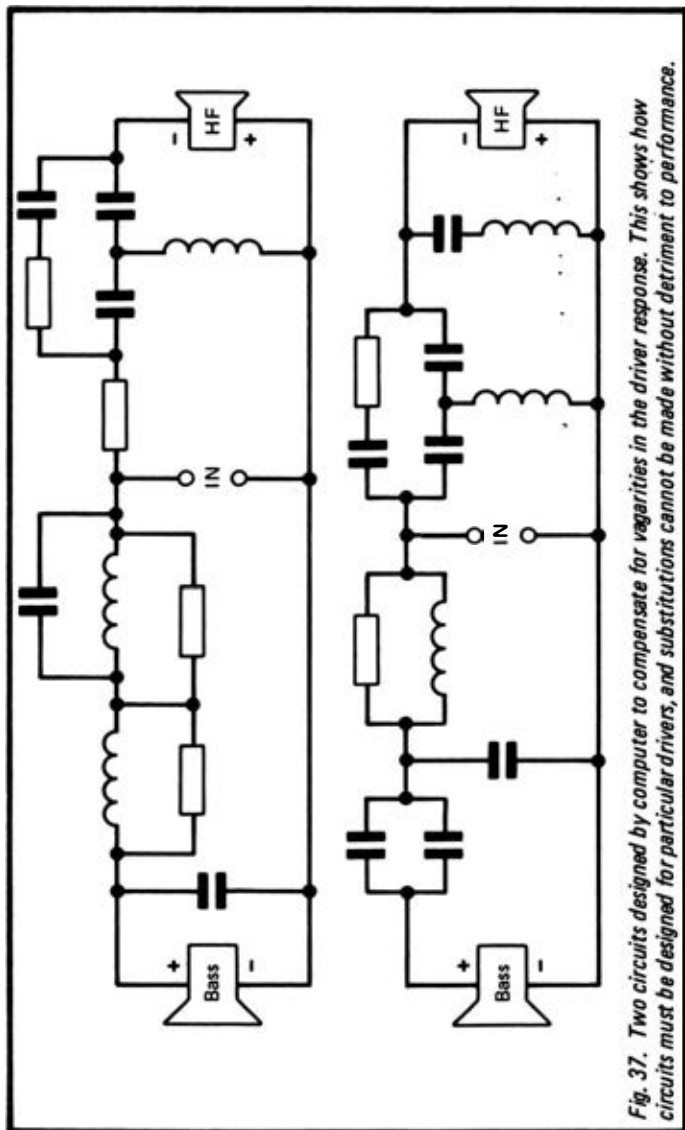 HF
− +
IN
Bass
+ −
HF
− +
IN
Bass
+ −
Fig. 37. Two circuits designed by computer to compensate for vagarities in the driver response. This shows how
circuits must be designed for particular drivers, and substitutions cannot be made without detriment to performance.